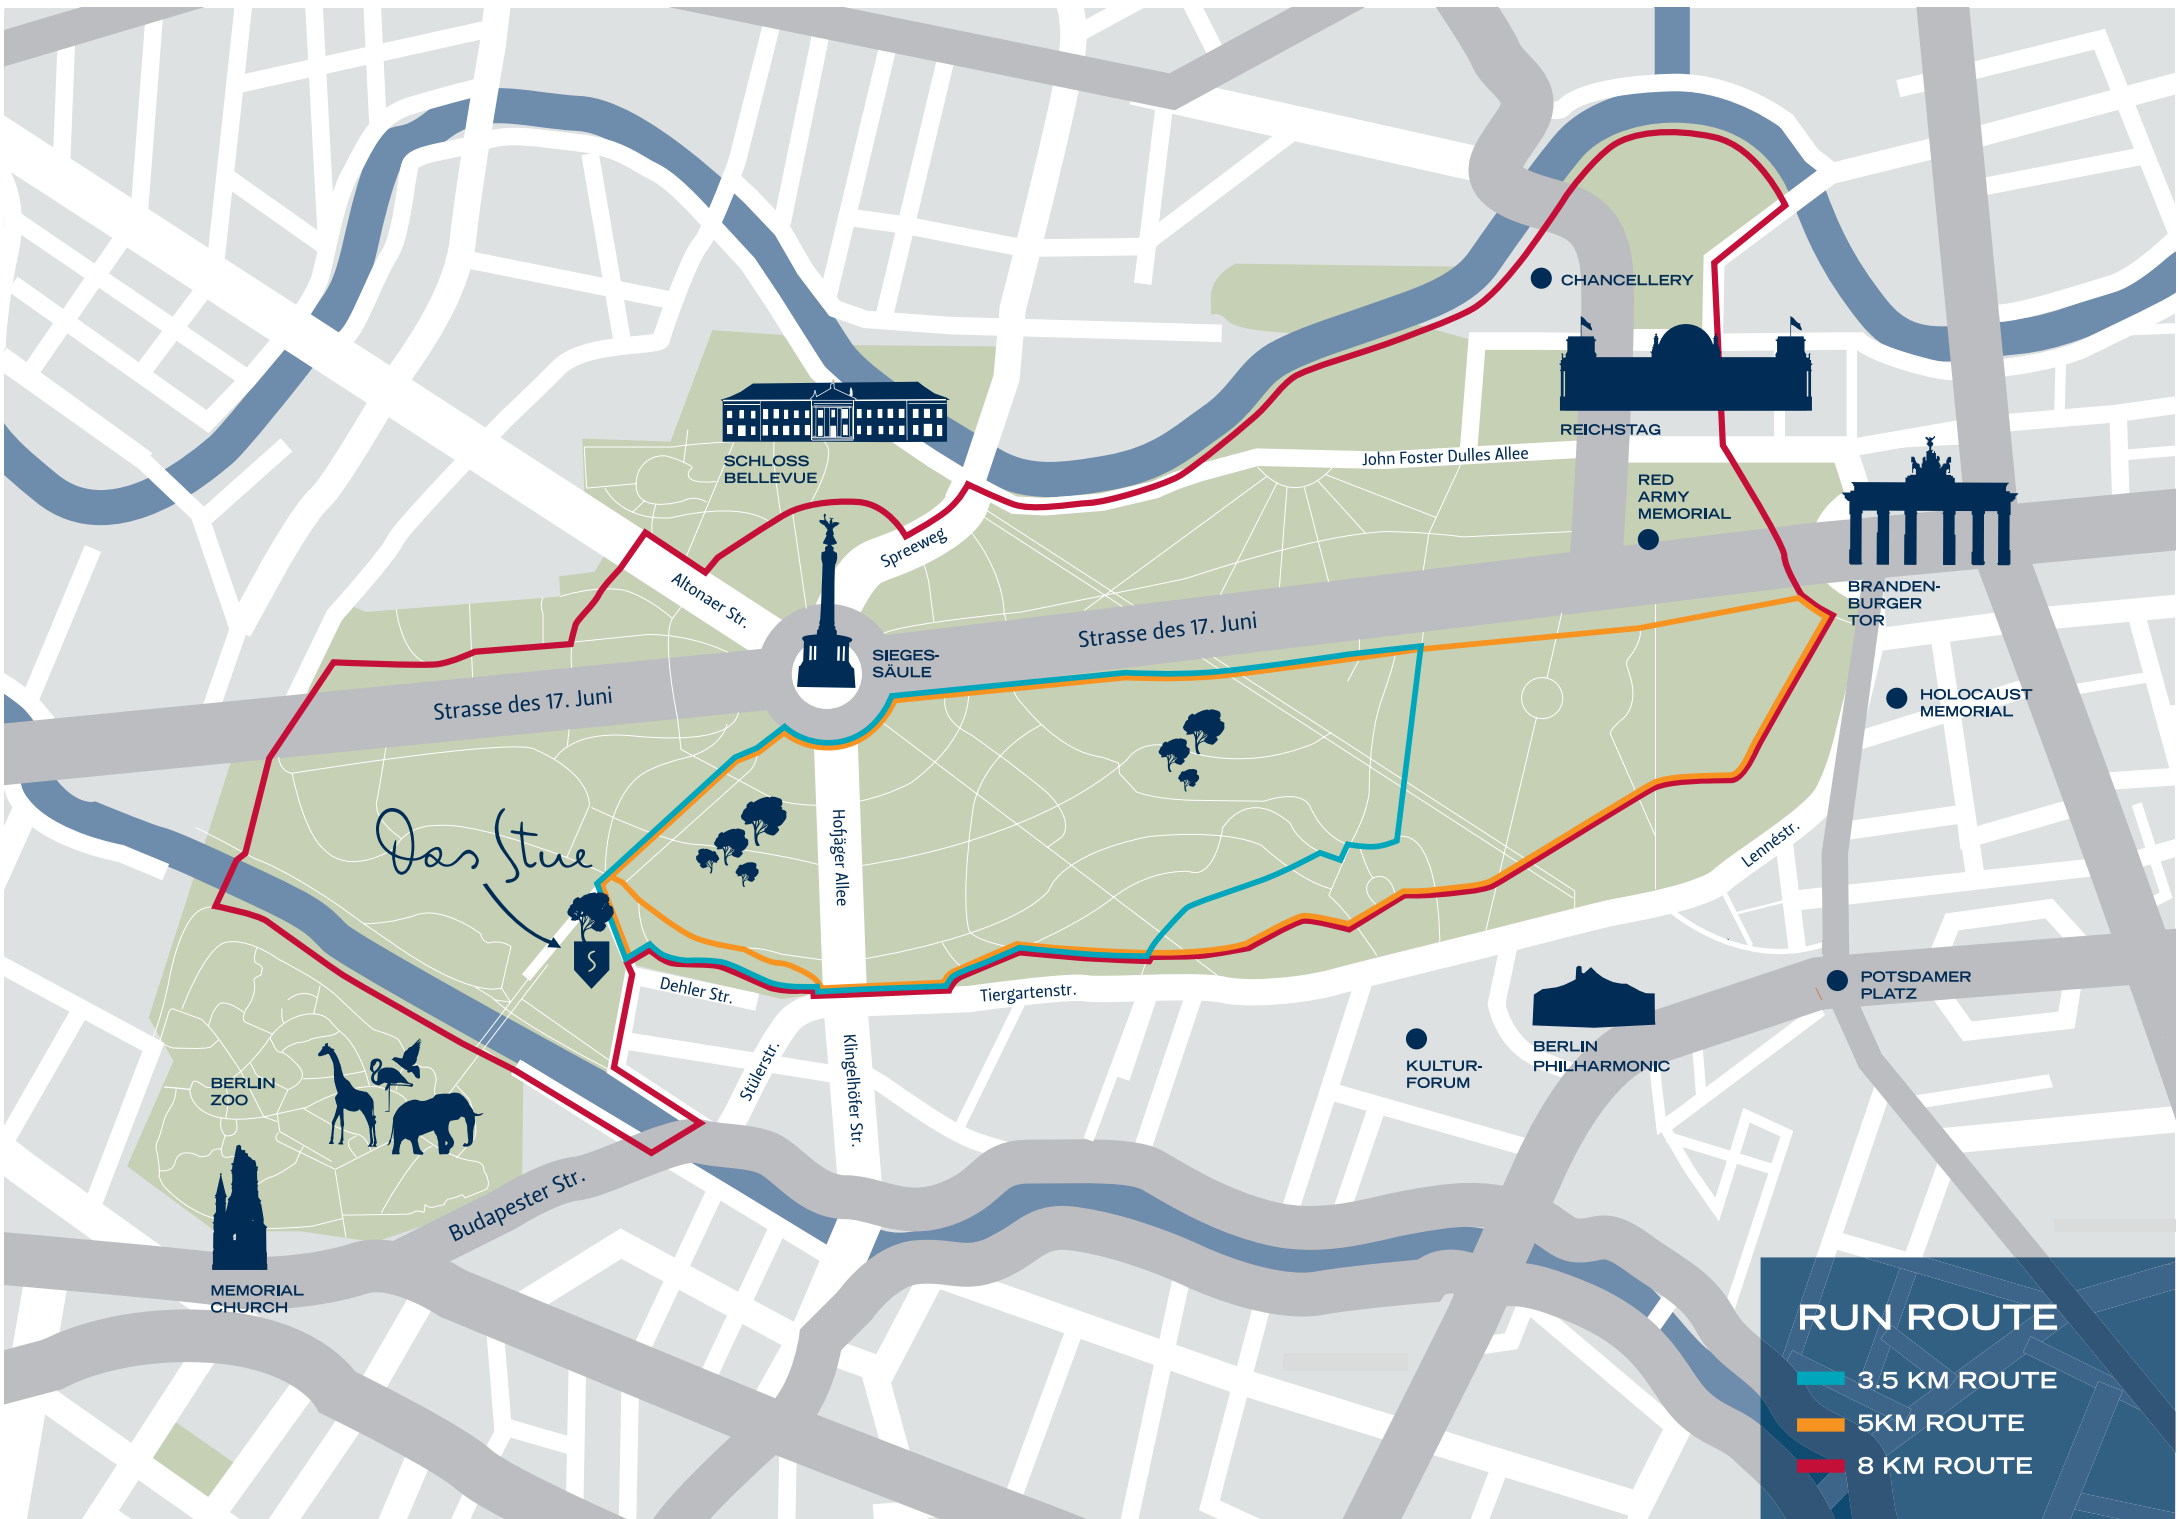 CHANCELLERY
REICHSTAG
John Foster Dulles Allee
SCHLOSS
BELLEVUE
RED
ARMY
MEMORIAL
Spreeweg
Altonaer Str.
BRANDEN-
BURGER
TOR
Strasse des 17. Juni
SIEGES-
SÄULE
Strasse des 17. Juni
HOLOCAUST
MEMORIAL
Das Stue
Hofjäger Allee
Lennéstr.
S
Dehler Str.
Tiergartenstr.
POTSDAMER
PLATZ
Stülerstr.
Klingelhöfer Str.
KULTUR-
FORUM
BERLIN
PHILHARMONIC
BERLIN
ZOO
Budapester Str.
MEMORIAL
CHURCH
RUN ROUTE
3.5 KM ROUTE
5KM ROUTE
8 KM ROUTE